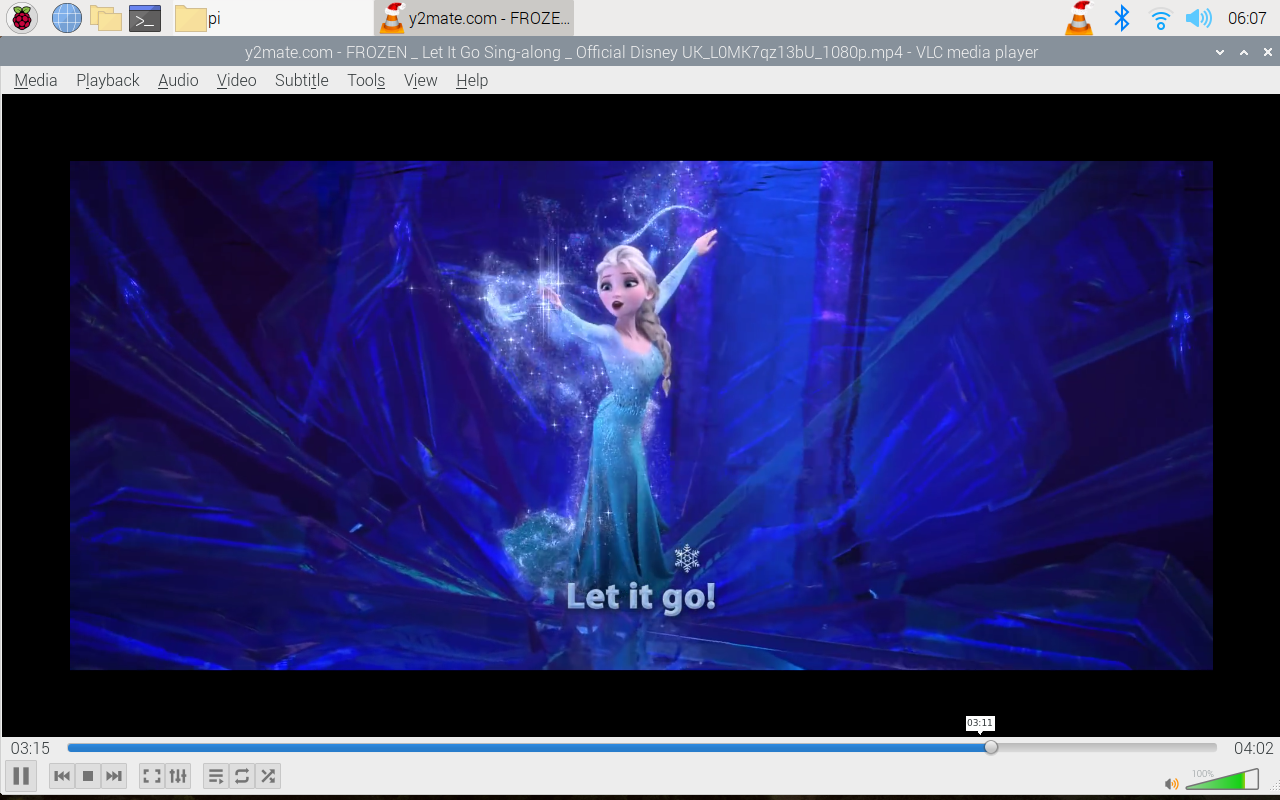 pi
y2mate.com - FROZE...
06:07
y2mate.com - FROZEN _ Let It Go Sing-along _ Official Disney UK_L0MK7qz13bU_1080p.mp4 - VLC media player
Media Playback Audio Video Subtitle Tools View Help
Let it go!
03:11
03:15
04:02
100%